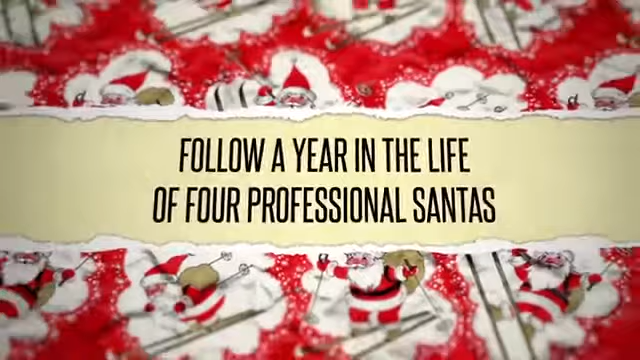 FOLLOW A YEAR IN THE LIFE
OF FOUR PROFESSIONAL SANTAS